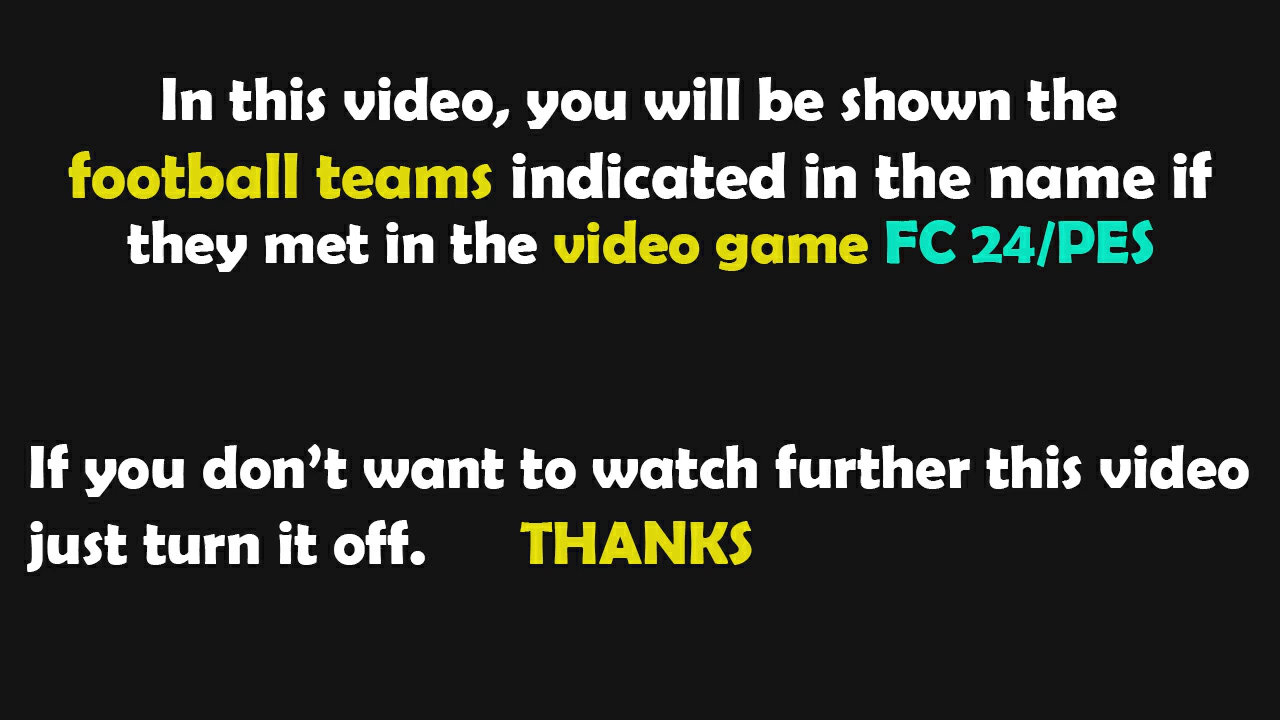 In this video, you will be shown the
football teams indicated in the name if
they met in the video game FC 24/PES
If you don’t want to watch further this video
just turn it off. THANKS